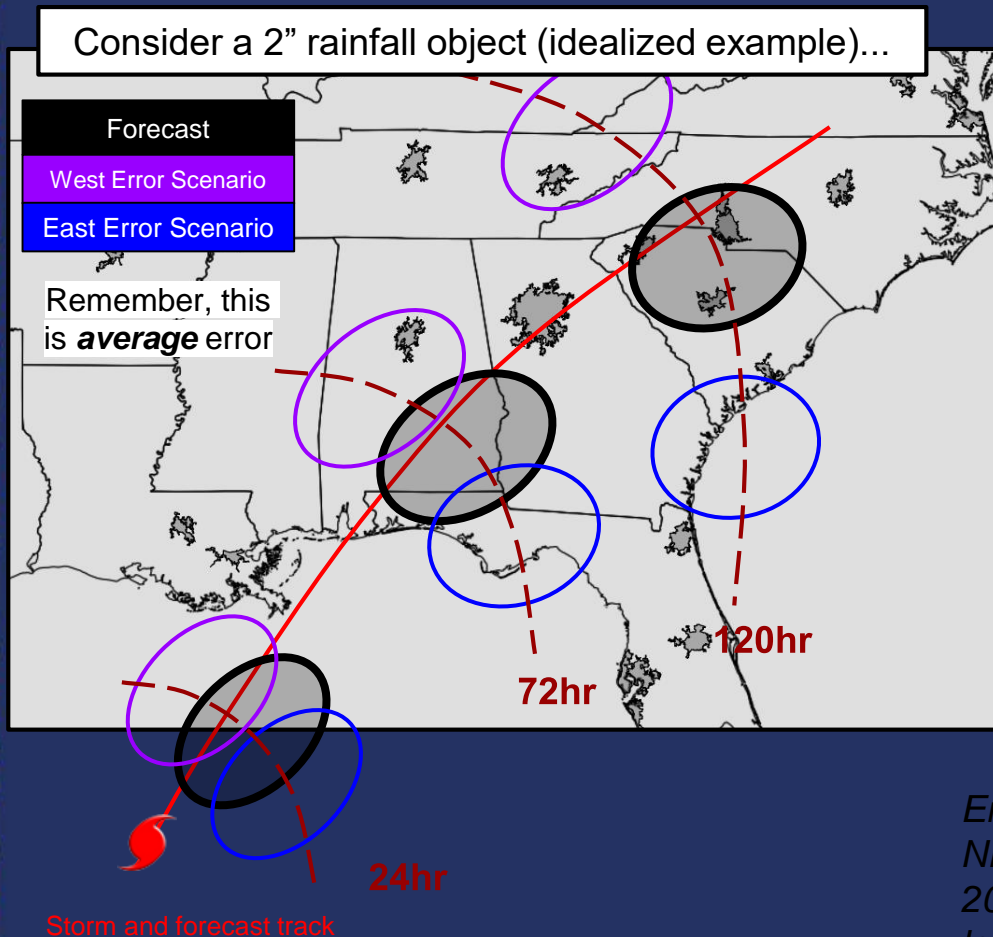 Consider a 2” rainfall object (idealized example)...
Forecast
West Error Scenario
East Error Scenario
Remember, this
is average error
120hr
72hr
24hr
Storm and forecast track